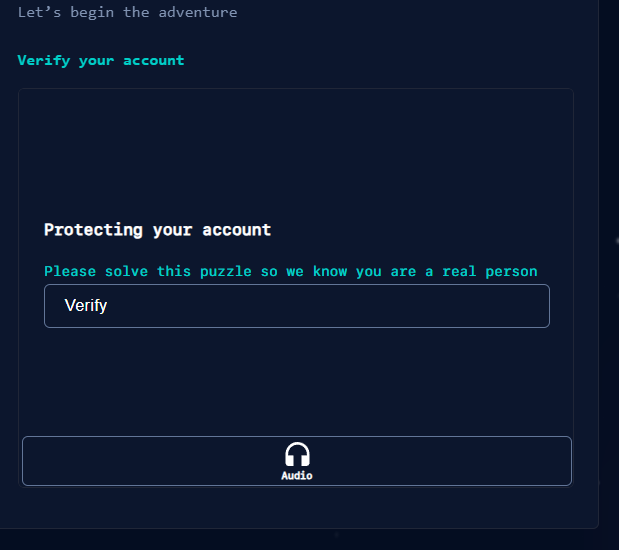 Let’s begin the adventure
Verify your account
Protecting your account
Please solve this puzzle so we know you are a real person
Verify
Audio